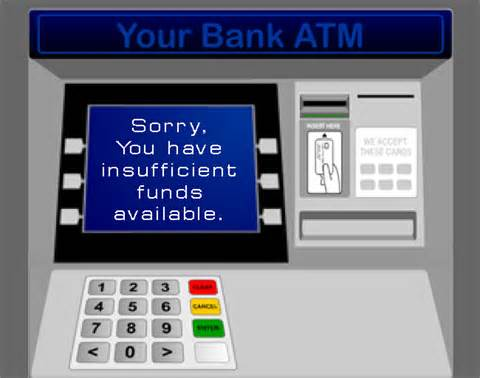 Your Bank ATM
Sorry,
You have
insufficient
funds
available.
INSERT HERE
WE ACCEPT
THESE CARDS
1 2 3 CLEAR
4 5 6 CANCEL
7 8 9 ENTER
< 0 >